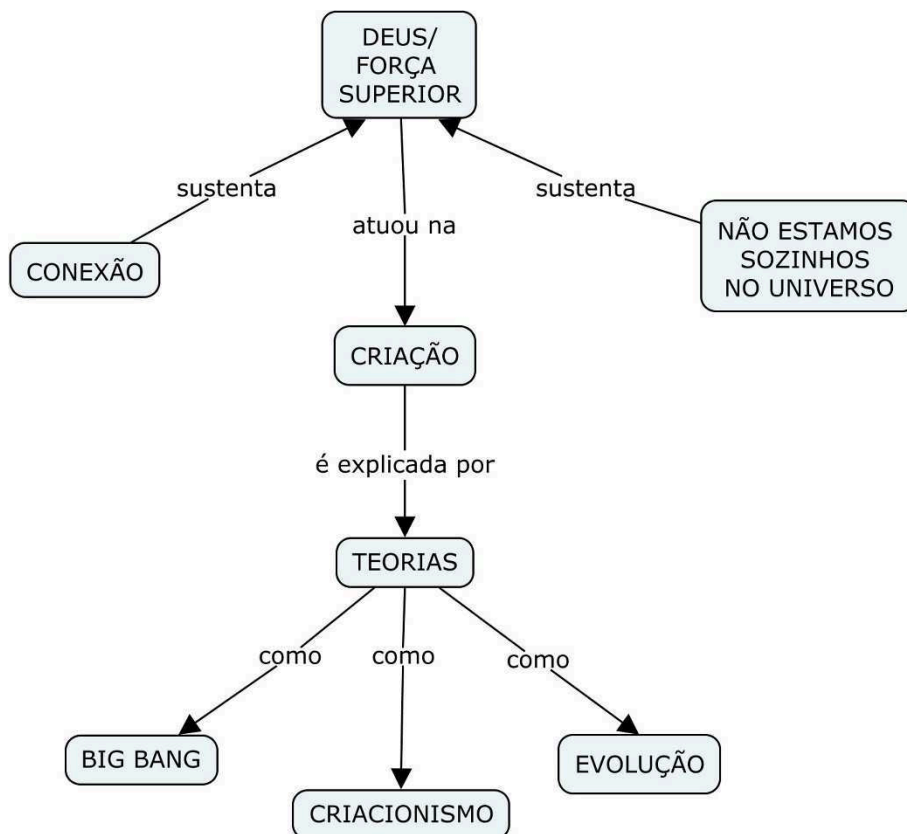 DEUS/
FORÇA
SUPERIOR
sustenta
sustenta
atuou na
CONEXÃO
NÃO ESTAMOS
SOZINHOS
NO UNIVERSO
CRIAÇÃO
é explicada por
TEORIAS
como
como
como
BIG BANG
CRIACIONISMO
EVOLUÇÃO